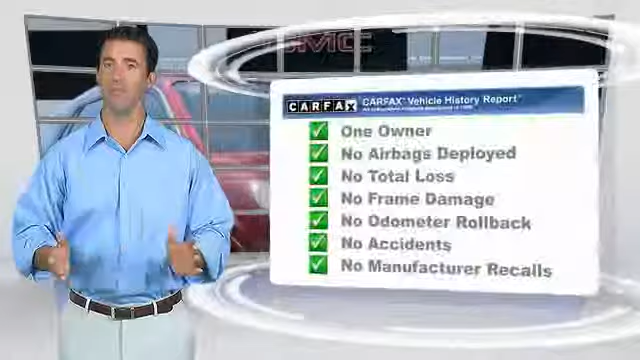 GMC
CARFAX CARFAX Vehicle History Report™
One Owner
No Airbags Deployed
No Total Loss
No Frame Damage
No Odometer Rollback
No Accidents
No Manufacturer Recalls